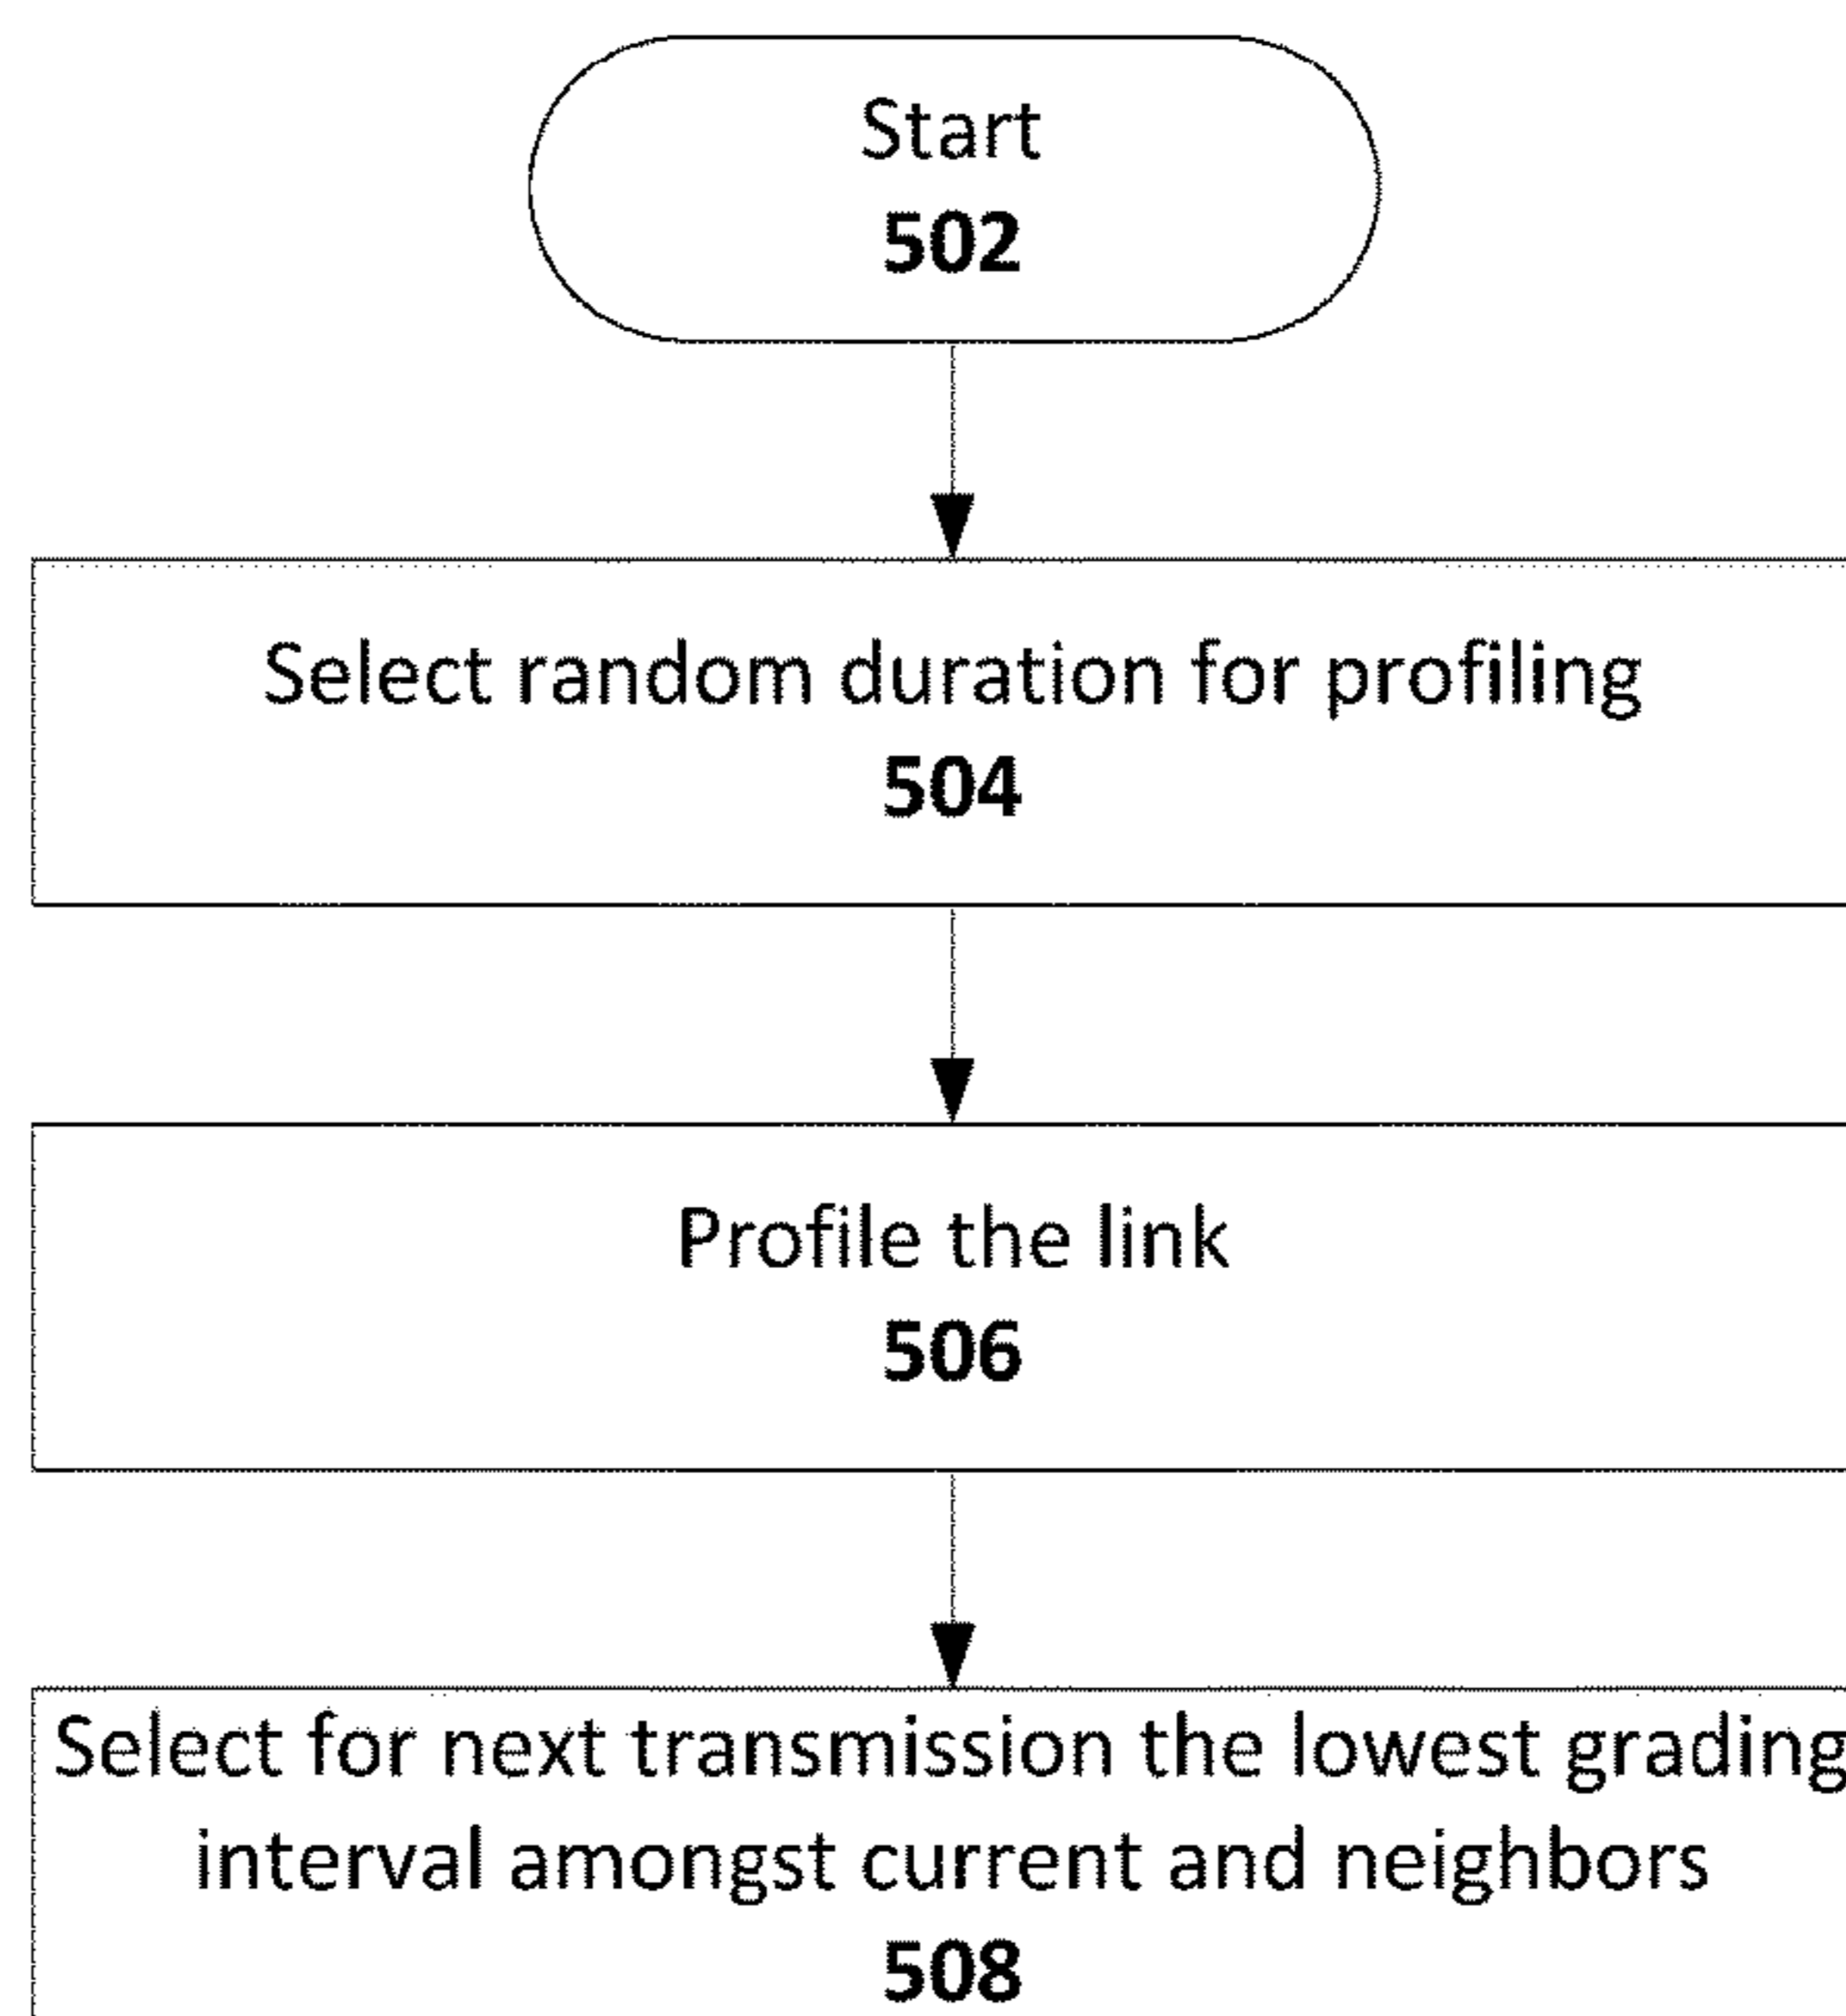 Start
502
Select random duration for profiling
504
Profile the link
506
Select for next transmission the lowest grading
interval amongst current and neighbors
508